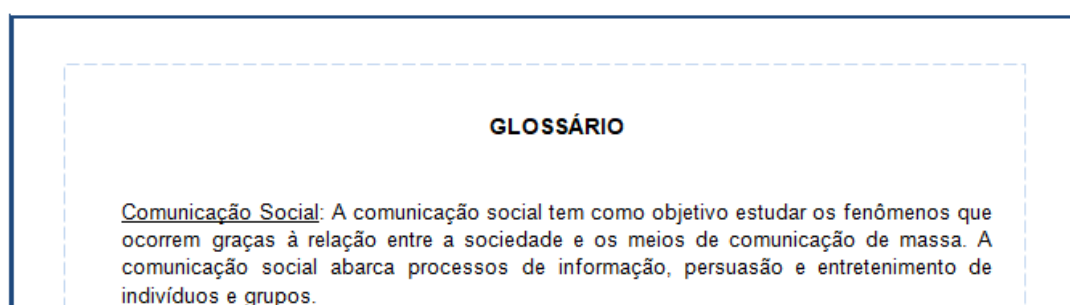 GLOSSÁRIO
Comunicação Social: A comunicação social tem como objetivo estudar os fenômenos que
ocorrem graças à relação entre a sociedade e os meios de comunicação de massa. A
comunicação social abarca processos de informação, persuasão e entretenimento de
indivíduos e grupos.